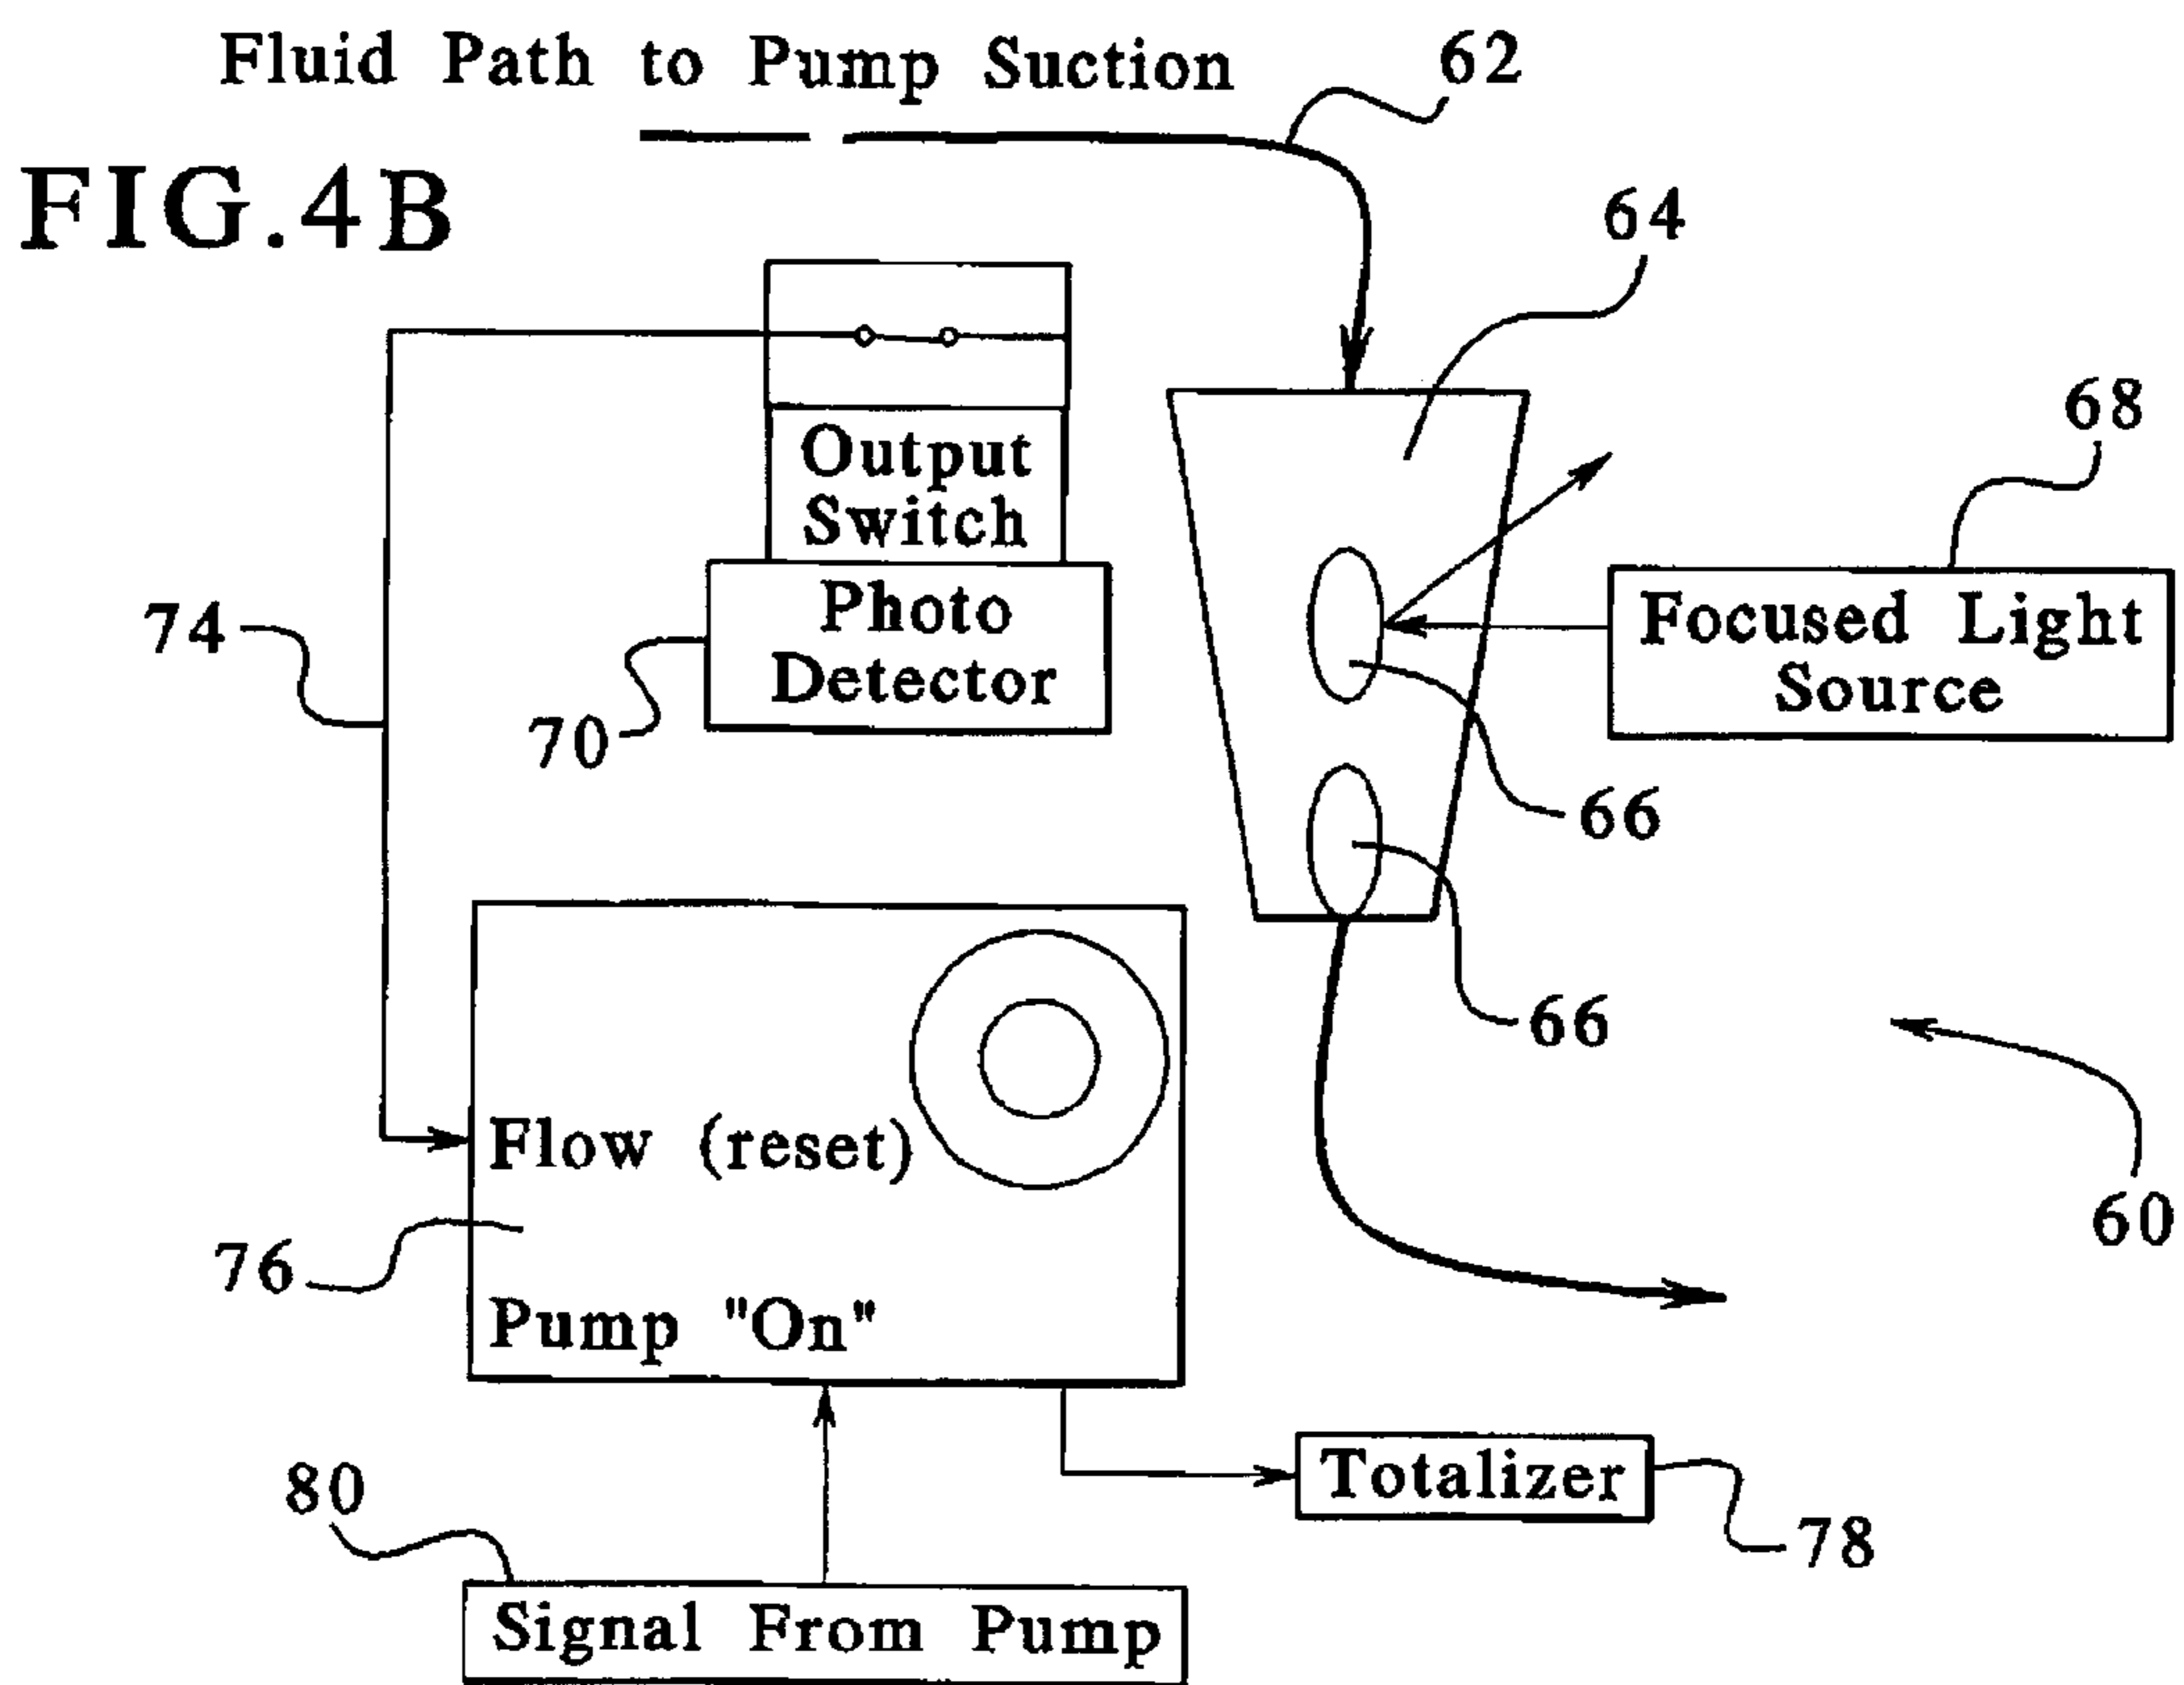 Fluid Path to Pump Suction
62
FIG.4B
64
68
Output
Switch
Photo
Detector
Focused Light
Source
74
70
66
66
Flow (reset)
60
76
Pump "On"
Totalizer
80
78
Signal From Pump